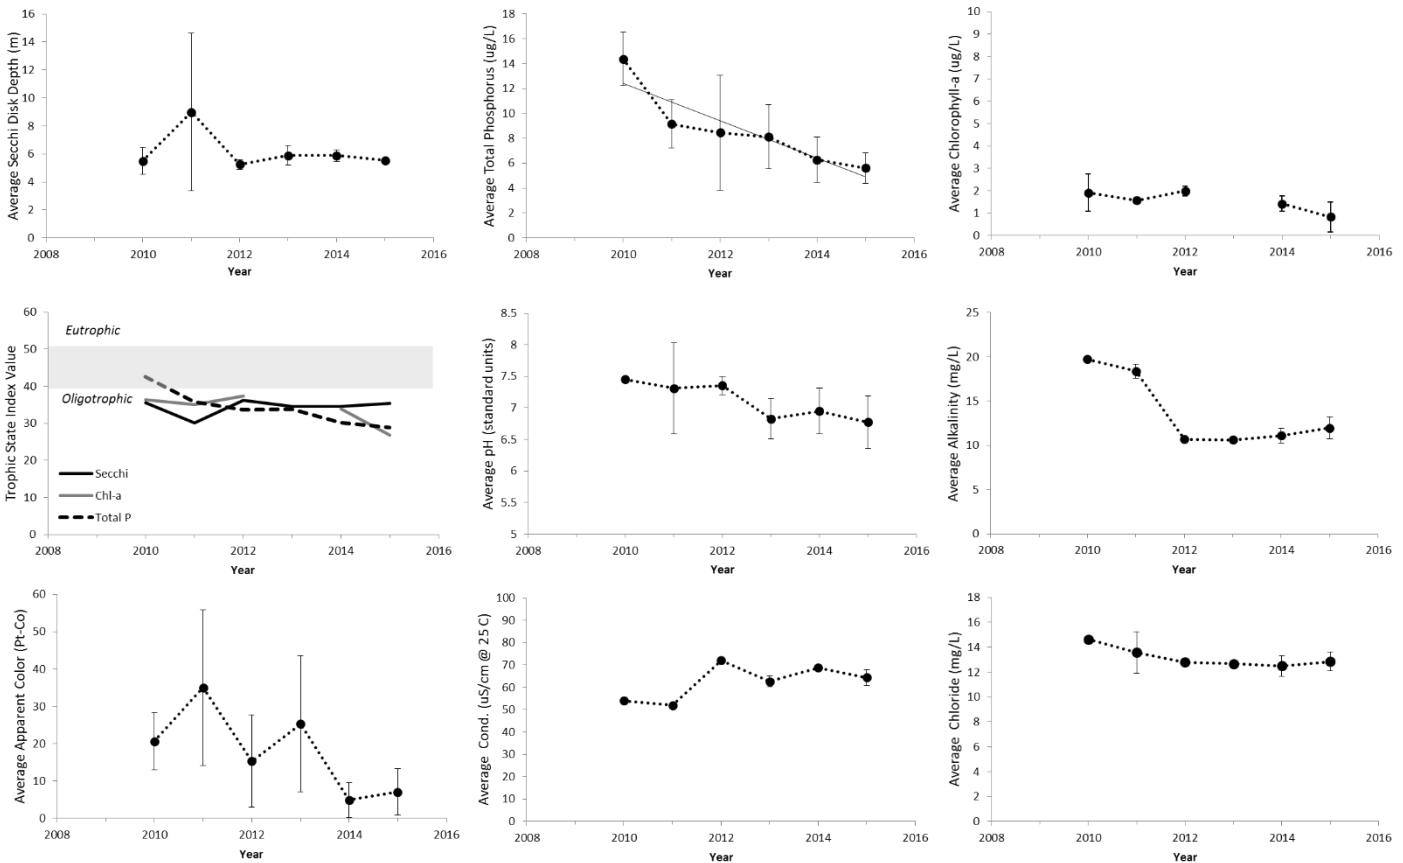 Average Secchi Disk Depth (m)
16
14
12
10
8
6
4
2
0
2008 2010 2012 2014 2016
Year
Average Total Phosphorus (ug/L)
18
16
14
12
10
8
6
4
2
0
2008 2010 2012 2014 2016
Year
Average Chlorophyll-a (ug/L)
10
9
8
7
6
5
4
3
2
1
0
2008 2010 2012 2014 2016
Year
Trophic State Index Value
60
50
40
30
20
10
0
Eutrophic
Oligotrophic
Secchi
Chl-a
Total P
2008 2010 2012 2014 2016
Year
Average pH (standard units)
8.5
8
7.5
7
6.5
6
5.5
5
2008 2010 2012 2014 2016
Year
Average Alkalinity (mg/L)
25
20
15
10
5
0
2008 2010 2012 2014 2016
Year
Average Apparent Color (Pt-Co)
60
50
40
30
20
10
0
2008 2010 2012 2014 2016
Year
Average Cond. (uS/cm @ 25 C)
100
90
80
70
60
50
40
30
20
10
0
2008 2010 2012 2014 2016
Year
Average Chloride (mg/L)
18
16
14
12
10
8
6
4
2
0
2008 2010 2012 2014 2016
Year